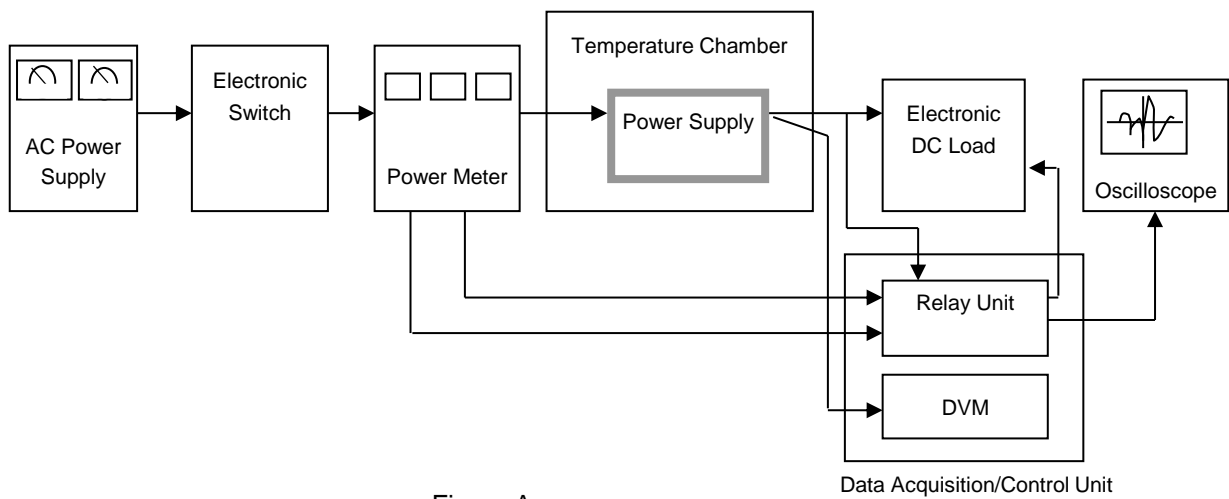 AC Power
Supply
Electronic
Switch
Power Meter
Temperature Chamber
Power Supply
Electronic
DC Load
Oscilloscope
Relay Unit
DVM
Data Acquisition/Control Unit